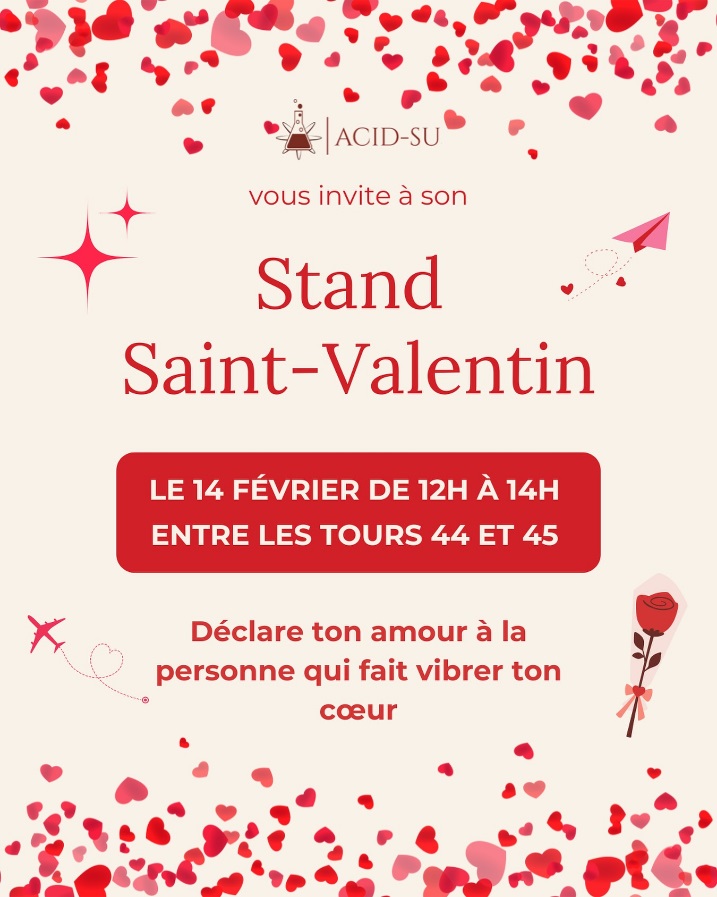 ACID-SU
vous invite à son
Stand
Saint-Valentin
LE 14 FÉVRIER DE 12H À 14H
ENTRE LES TOURS 44 ET 45
Déclare ton amour à la
personne qui fait vibrer ton
cœur